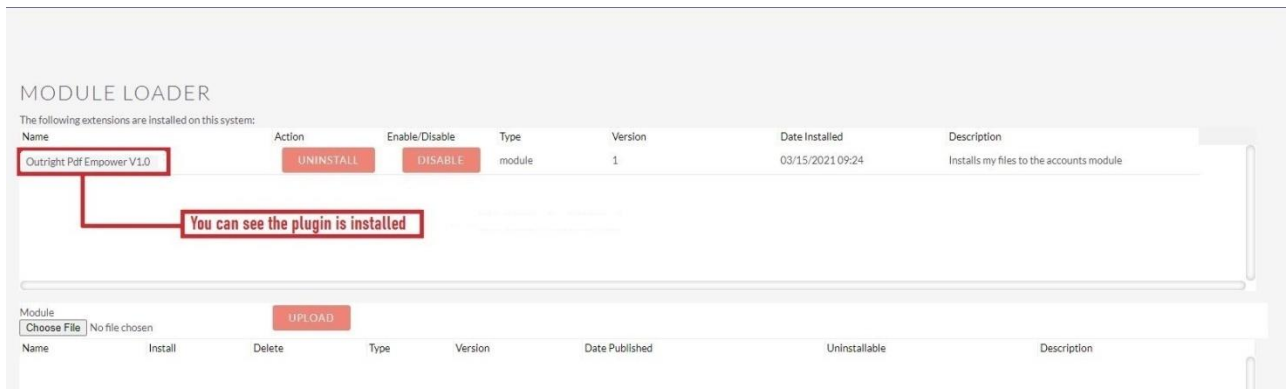 MODULE LOADER
The following extensions are installed on this system:
Name Action Enable/Disable Type Version Date Installed Description
Outright Pdf Empower V1.0 UNINSTALL DISABLE module 1 03/15/2021 09:24 Installs my files to the accounts module
You can see the plugin is installed
Module
Choose File No file chosen UPLOAD
Name Install Delete Type Version Date Published Uninstallable Description